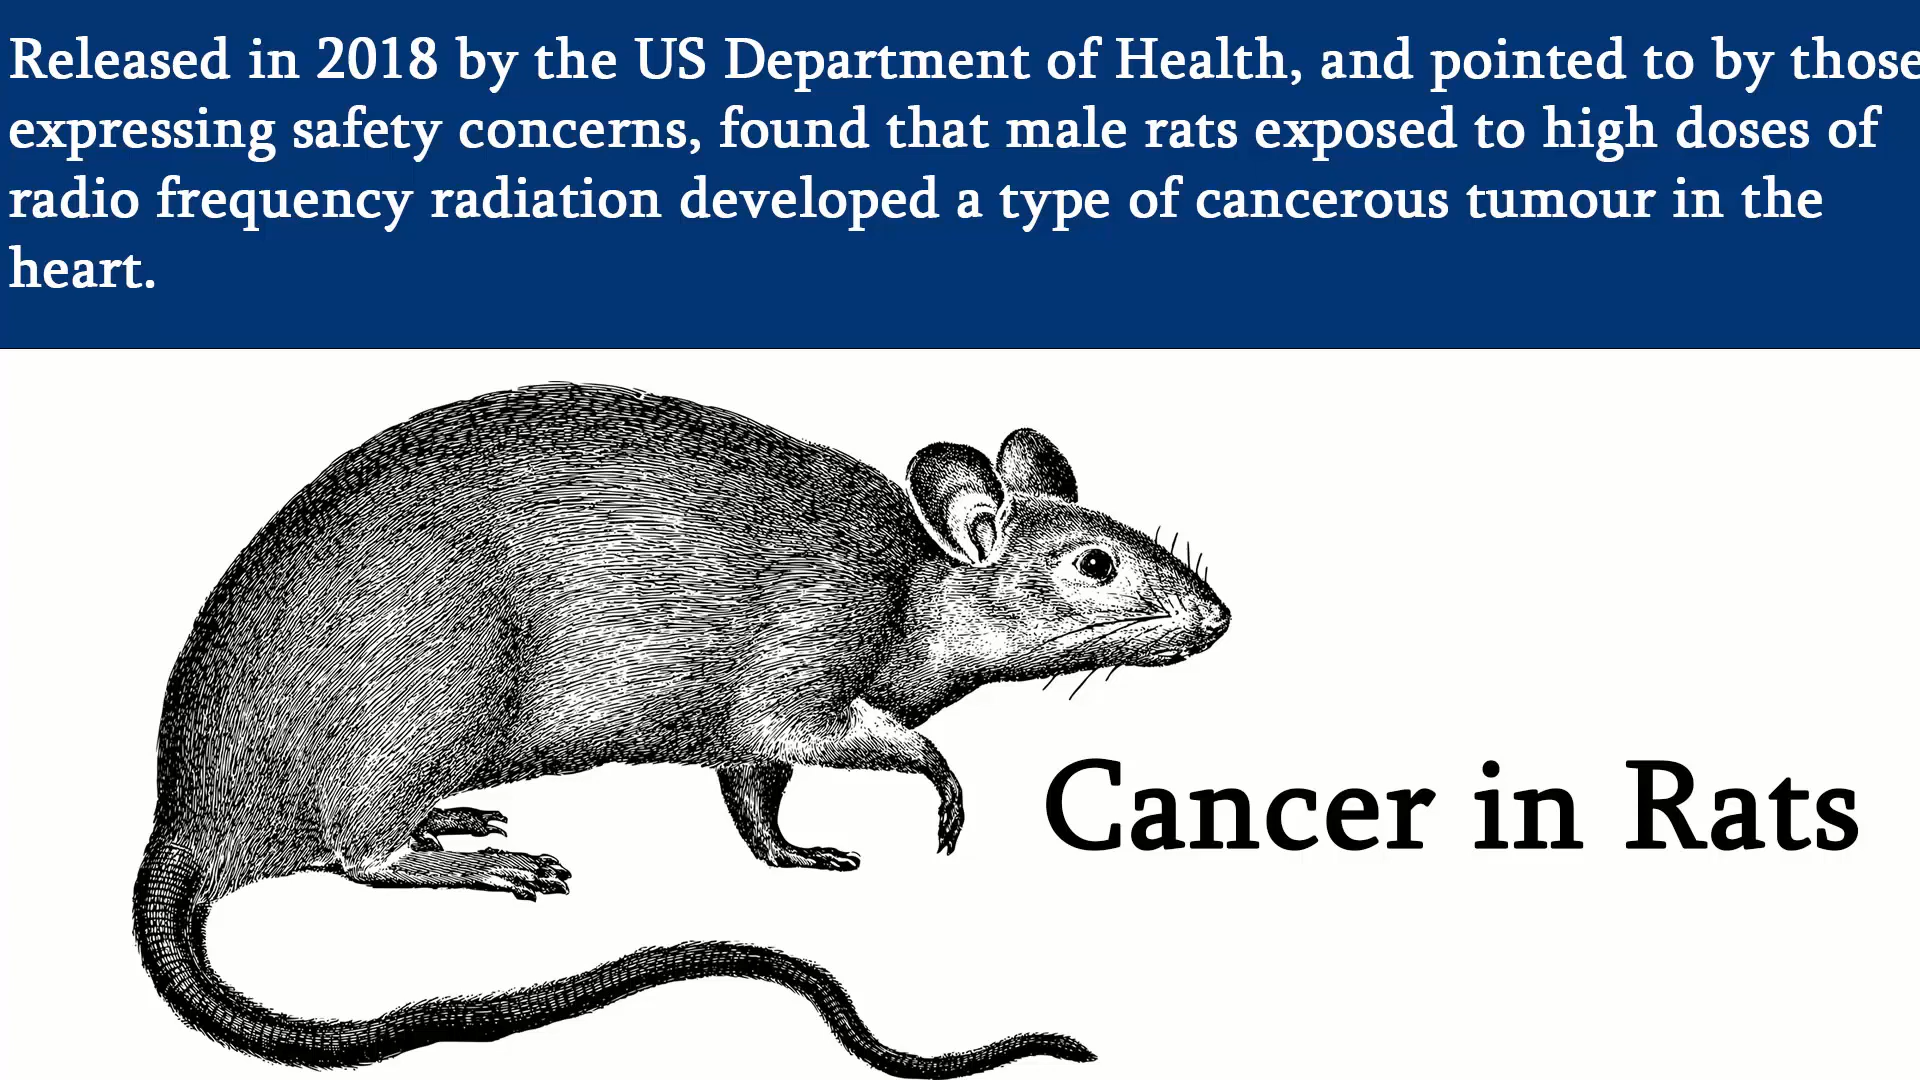 Released in 2018 by the US Department of Health, and pointed to by those
expressing safety concerns, found that male rats exposed to high doses of
radio frequency radiation developed a type of cancerous tumour in the
heart.
Cancer in Rats